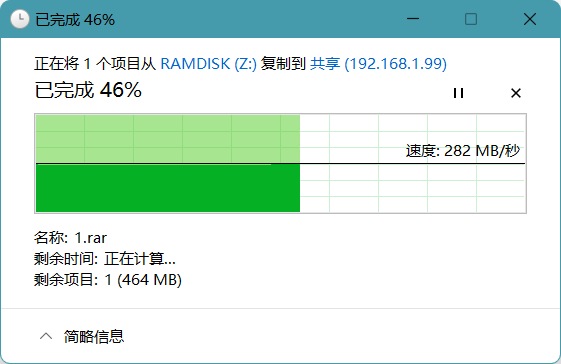 已完成 46%
正在将 1 个项目从 RAMDISK (Z:) 复制到 共享 (192.168.1.99)
已完成 46%
速度: 282 MB/秒
名称: 1.rar
剩余时间: 正在计算...
剩余项目: 1 (464 MB)
简略信息